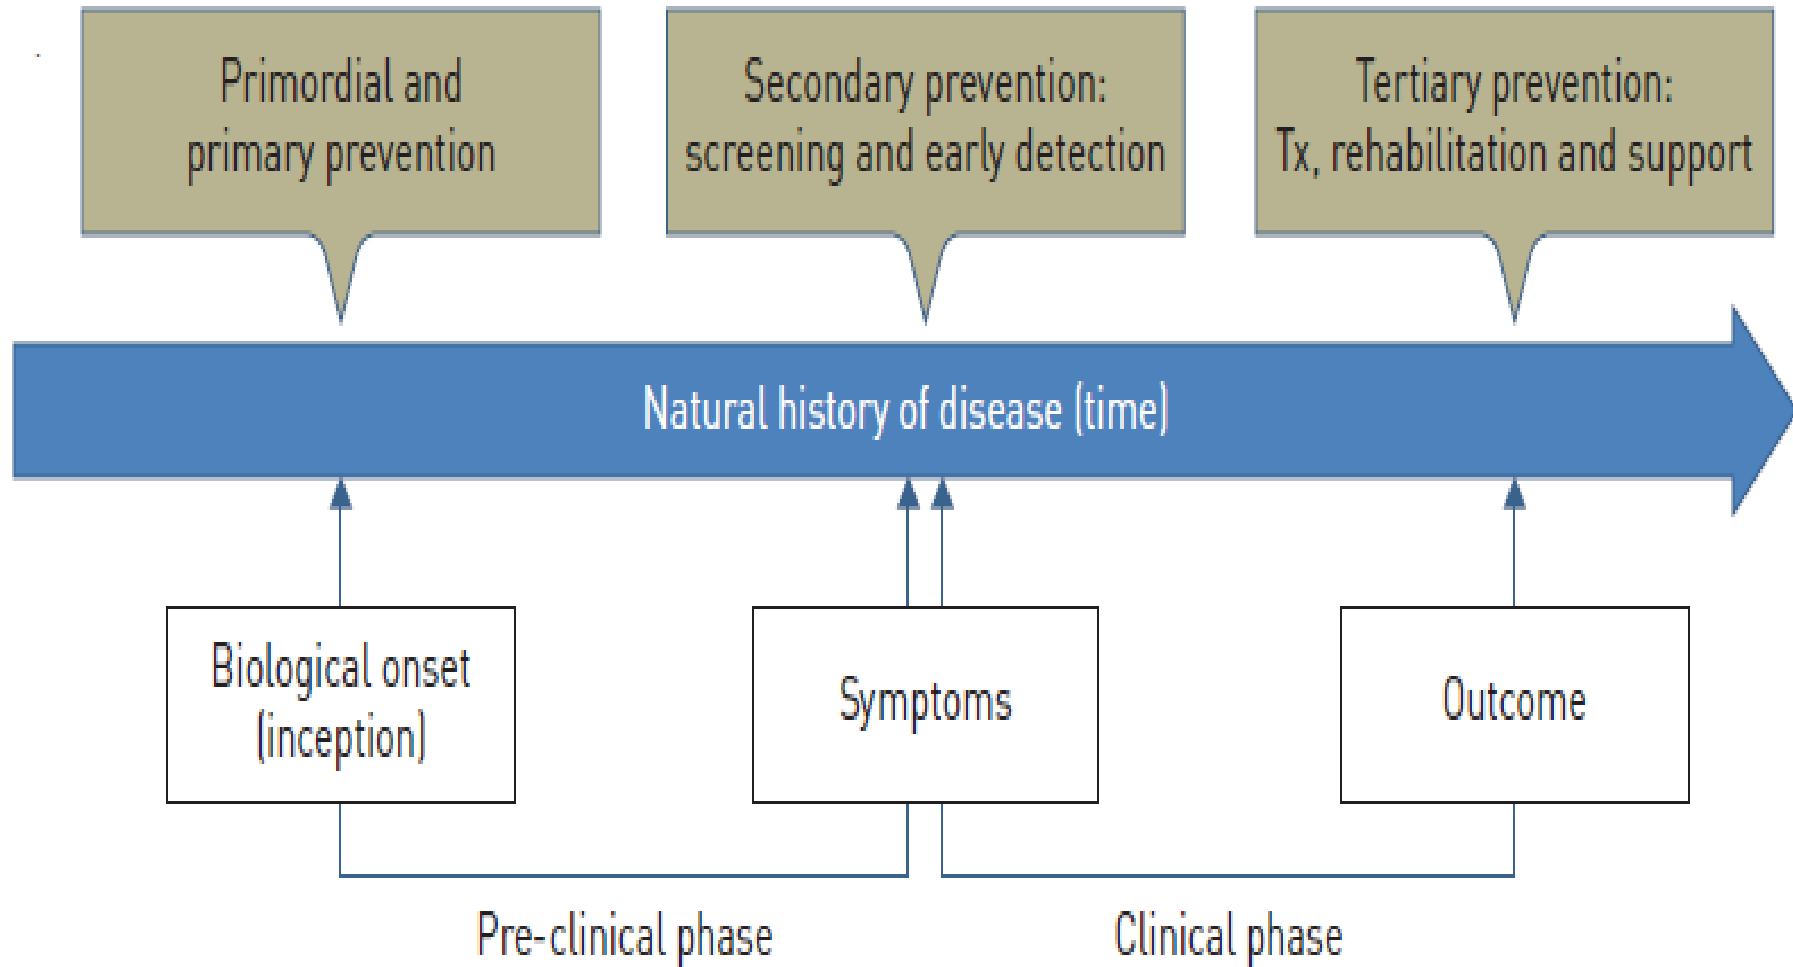 Primordial and
primary prevention
Secondary prevention:
screening and early detection
Tertiary prevention:
Tx, rehabilitation and support
Natural history of disease (time)
Biological onset
(inception)
Symptoms
Outcome
Pre-clinical phase
Clinical phase